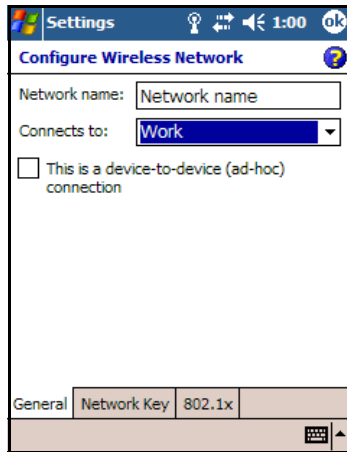 Settings 1:00 ok
Configure Wireless Network ?
Network name: Network name
Connects to: Work
This is a device-to-device (ad-hoc)
connection
General Network Key 802.1x